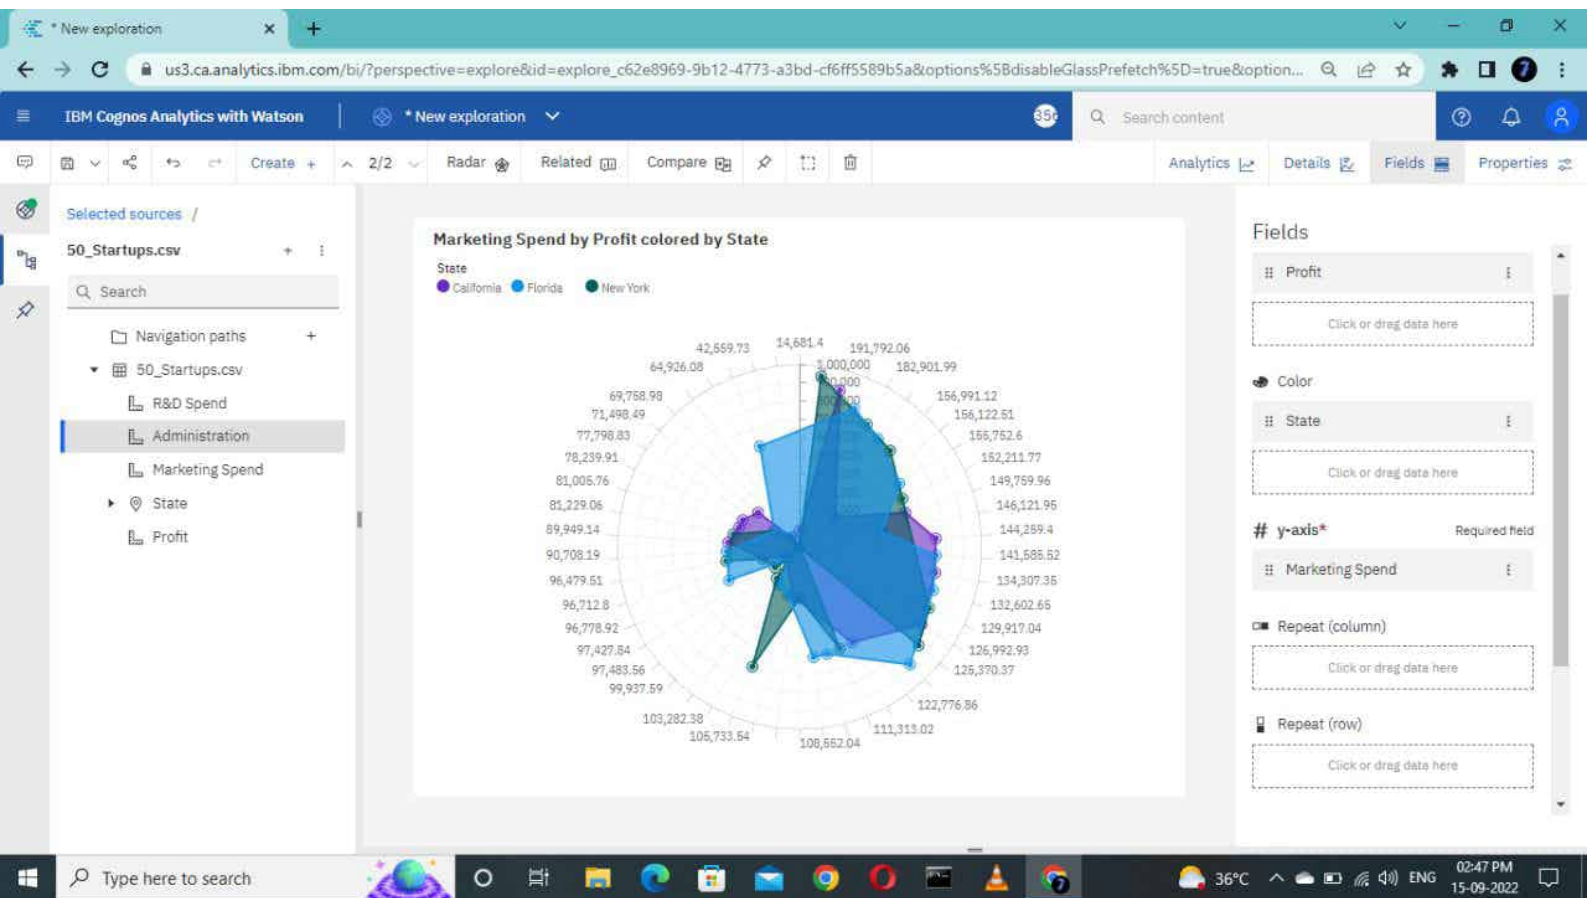 * New exploration
us3.ca.analytics.ibm.com/bi/?perspective=explore&id=explore_c62e8969-9b12-4773-a3bd-cf6ff5589b5a&options%5BdisableGlassPrefetch%5D=true&option...
IBM Cognos Analytics with Watson
* New exploration
Search content
Create +
2/2
Radar
Related
Compare
Analytics
Details
Fields
Properties
Selected sources /
50_Startups.csv
Search
Navigation paths
50_Startups.csv
R&D Spend
Administration
Marketing Spend
State
Profit
Marketing Spend by Profit colored by State
State
California
Florida
New York
14,681.4
191,792.06
182,901.99
156,991.12
156,122.51
155,752.6
152,211.77
149,759.96
146,121.95
144,259.4
141,585.52
134,307.35
132,602.65
129,917.04
126,992.93
125,370.37
122,776.86
111,313.02
108,552.04
105,733.54
103,282.38
99,937.59
97,483.56
97,427.84
96,778.92
96,712.8
96,479.51
90,708.19
89,949.14
81,229.06
81,005.76
78,239.91
77,798.83
71,498.49
69,758.98
64,926.08
42,559.73
Fields
Profit
Click or drag data here
Color
State
Click or drag data here
# y-axis*
Required field
Marketing Spend
Repeat (column)
Click or drag data here
Repeat (row)
Click or drag data here
Type here to search
36°C
ENG
02:47 PM
15-09-2022